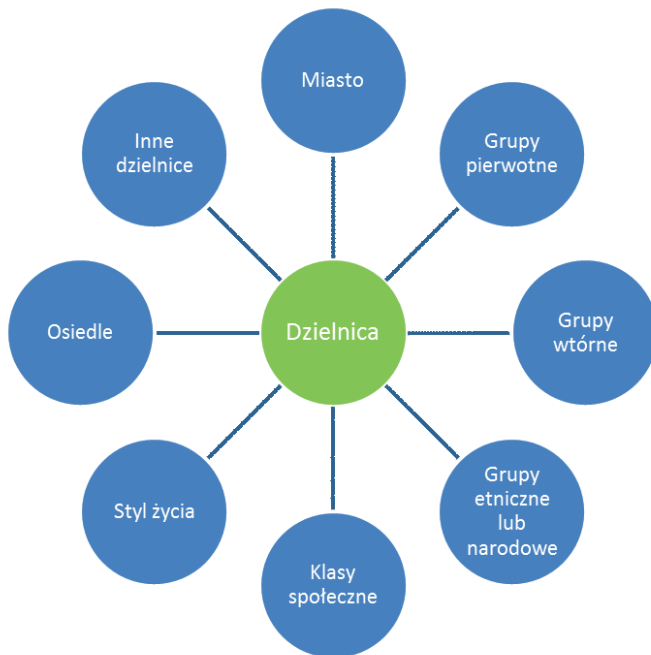 Miasto
Grupy
pierwotne
Grupy
wtórne
Grupy
etniczne
lub
narodowe
Klasy
społeczne
Styl życia
Osiedle
Inne
dzielnice
Dzielnica